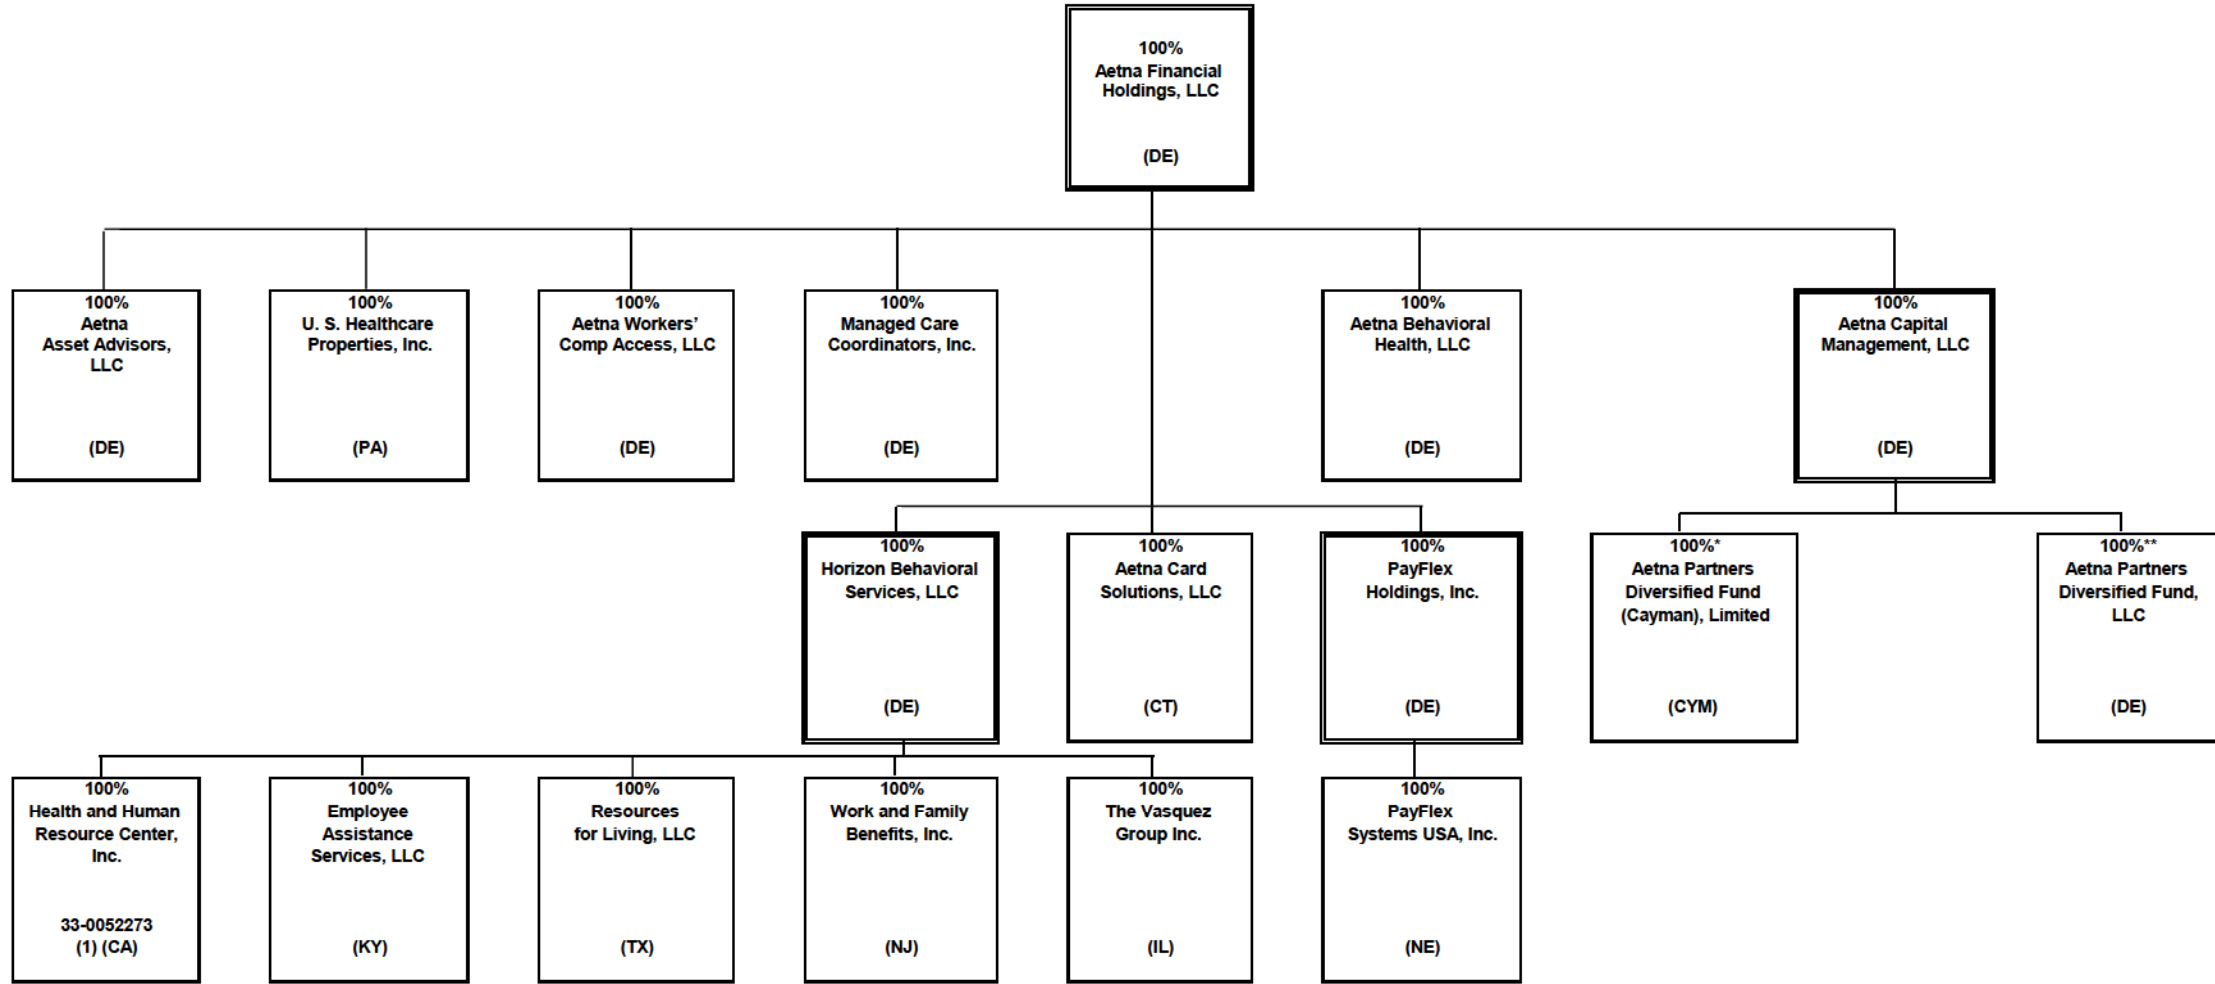 100%
Aetna Financial
Holdings, LLC
(DE)
100%
Aetna
Asset Advisors,
LLC
(DE)
100%
U. S. Healthcare
Properties, Inc.
(PA)
100%
Aetna Workers’
Comp Access, LLC
(DE)
100%
Managed Care
Coordinators, Inc.
(DE)
100%
Aetna Behavioral
Health, LLC
(DE)
100%
Aetna Capital
Management, LLC
(DE)
100%
Horizon Behavioral
Services, LLC
(DE)
100%
Aetna Card
Solutions, LLC
(CT)
100%
PayFlex
Holdings, Inc.
(DE)
100%*
Aetna Partners
Diversified Fund
(Cayman), Limited
(CYM)
100%**
Aetna Partners
Diversified Fund,
LLC
(DE)
100%
Health and Human
Resource Center,
Inc.
33-0052273
(1) (CA)
100%
Employee
Assistance
Services, LLC
(KY)
100%
Resources
for Living, LLC
(TX)
100%
Work and Family
Benefits, Inc.
(NJ)
100%
The Vasquez
Group Inc.
(IL)
100%
PayFlex
Systems USA, Inc.
(NE)